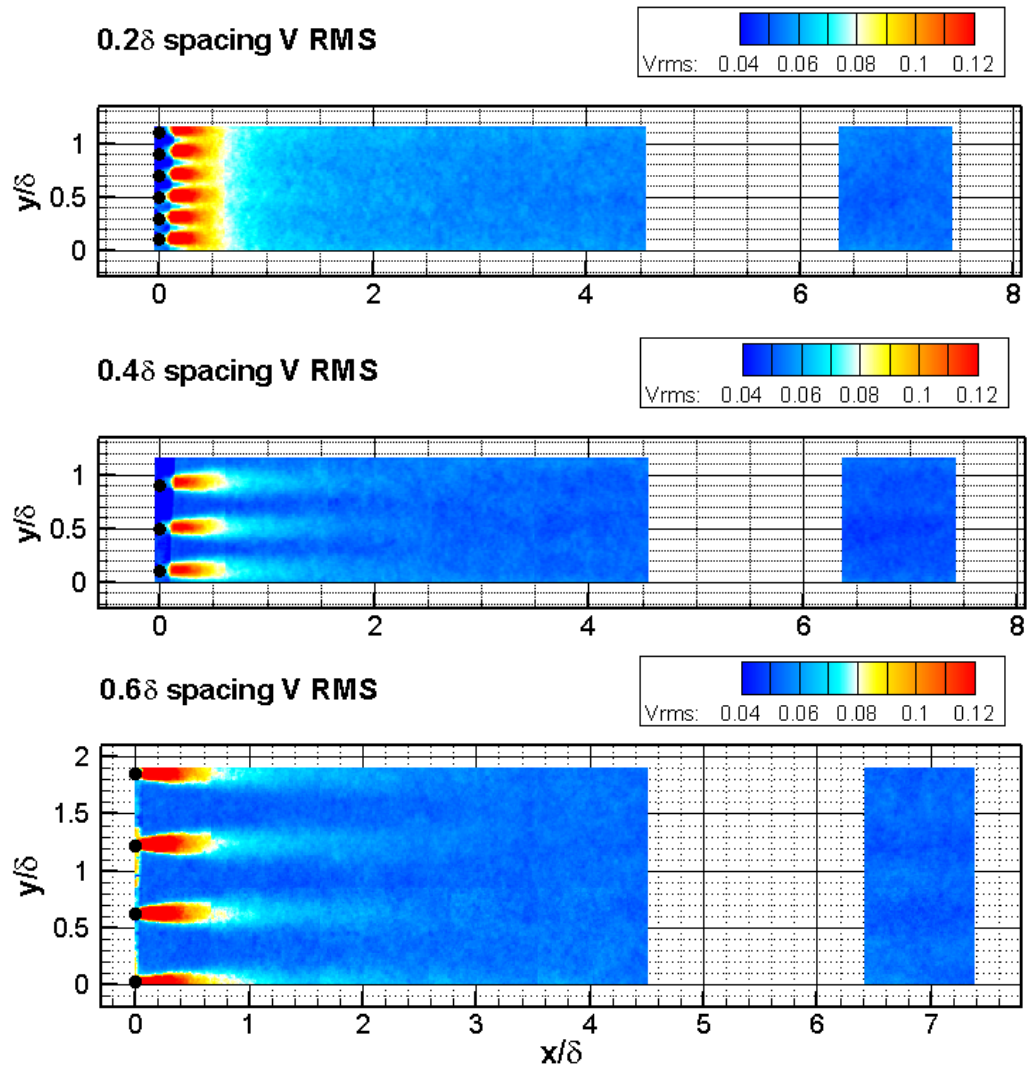 0.2δ spacing V RMS
Vrms: 0.04 0.06 0.08 0.1 0.12
y/δ
1
0.5
0
0 2 4 6 8
0.4δ spacing V RMS
Vrms: 0.04 0.06 0.08 0.1 0.12
y/δ
1
0.5
0
0 2 4 6 8
0.6δ spacing V RMS
Vrms: 0.04 0.06 0.08 0.1 0.12
y/δ
2
1.5
1
0.5
0
0 1 2 3 4 5 6 7
x/δ